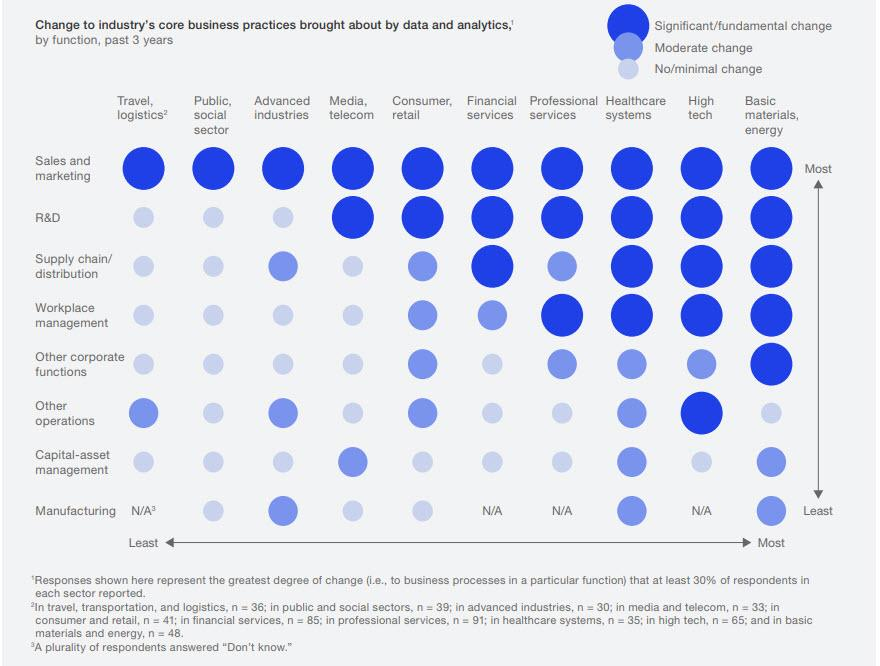 Change to industry's core business practices brought about by data and analytics,¹
by function, past 3 years
Significant/fundamental change
Moderate change
No/minimal change
Travel, logistics²
Public, social sector
Advanced industries
Media, telecom
Consumer, retail
Financial services
Professional services
Healthcare systems
High tech
Basic materials, energy
Sales and
marketing
Most
R&D
Supply chain/
distribution
Workplace
management
Other corporate
functions
Other
operations
Capital-asset
management
Manufacturing N/A³ N/A N/A N/A Least
Least Most
¹Responses shown here represent the greatest degree of change (i.e., to business processes in a particular function) that at least 30% of respondents in
each sector reported.
²In travel, transportation, and logistics, n = 36; in public and social sectors, n = 39; in advanced industries, n = 30; in media and telecom, n = 33; in
consumer and retail, n = 41; in financial services, n = 85; in professional services, n = 91; in healthcare systems, n = 35; in high tech, n = 65; and in basic
materials and energy, n = 48.
³A plurality of respondents answered “Don't know.”